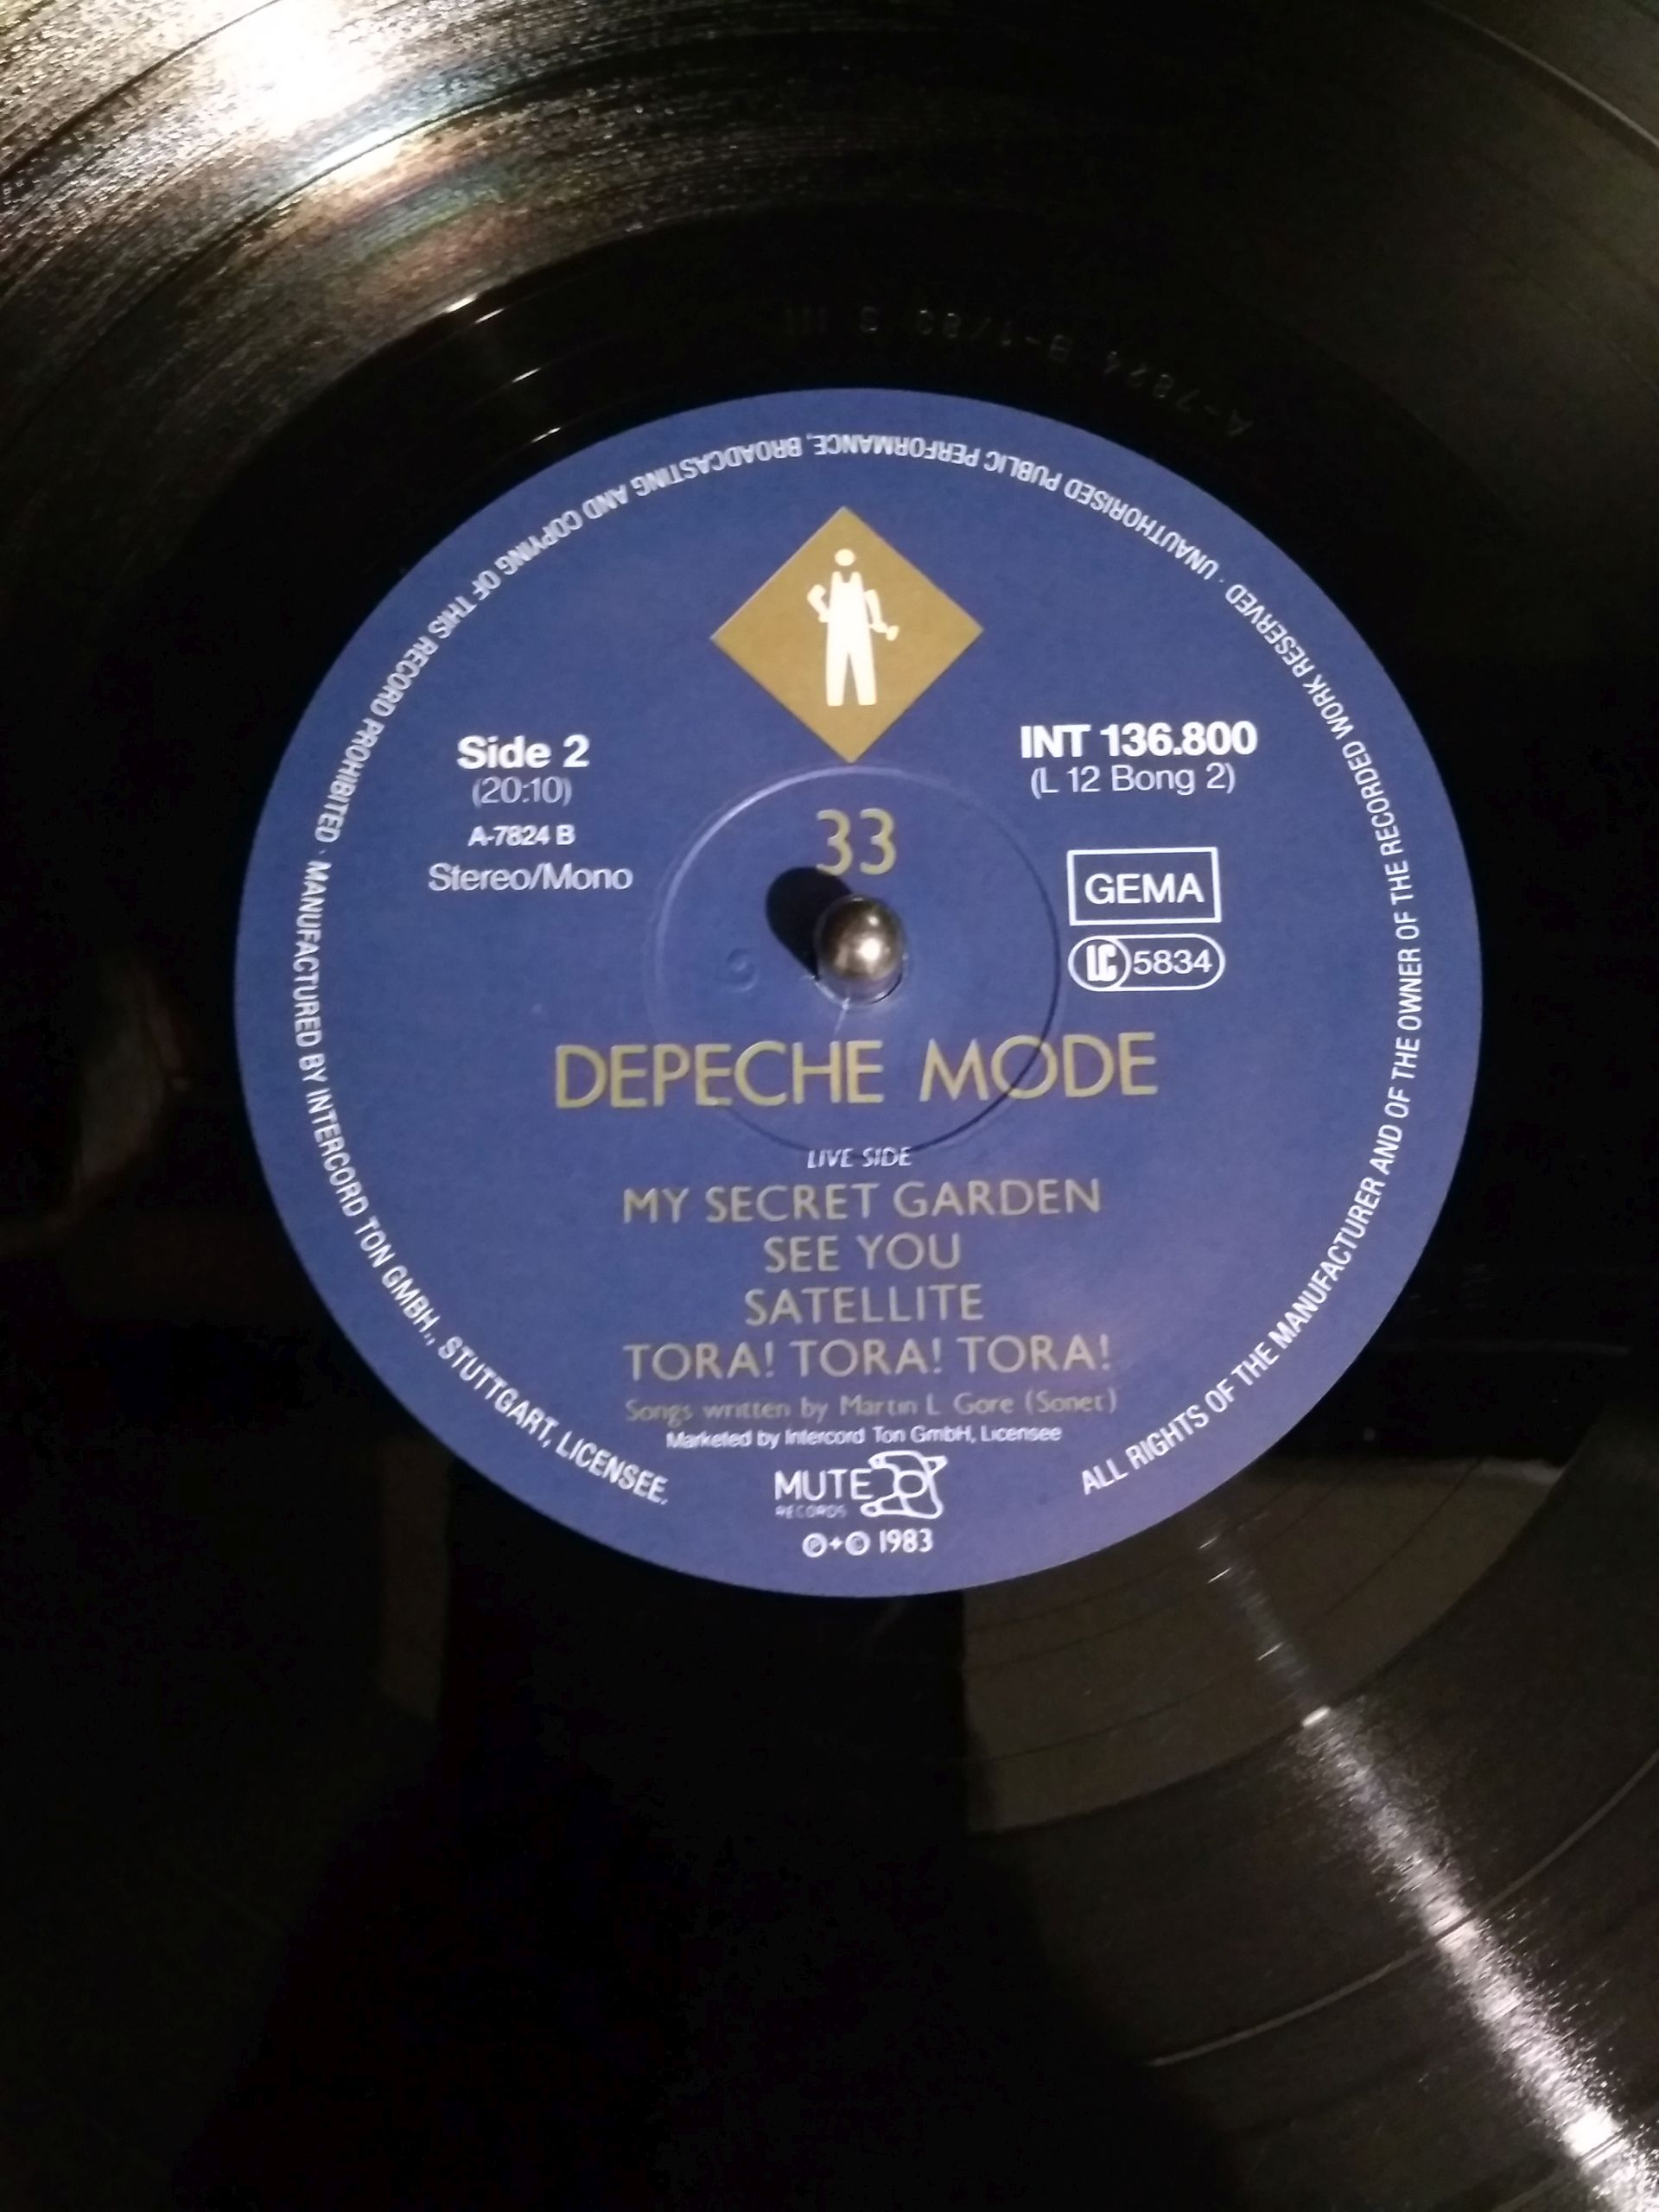 A-7824 B-1/83 S III
ALL RIGHTS OF THE MANUFACTURER AND OF THE OWNER OF THE RECORDED WORK RESERVED · UNAUTHORISED PUBLIC PERFORMANCE, BROADCASTING AND COPYING OF THIS RECORD PROHIBITED · MANUFACTURED BY INTERCORD TON GMBH., STUTTGART, LICENSEE.
Side 2
(20:10)
A-7824 B
Stereo/Mono
INT 136.800
(L 12 Bong 2)
33
GEMA
LC 5834
DEPECHE MODE
LIVE SIDE
MY SECRET GARDEN
SEE YOU
SATELLITE
TORA! TORA! TORA!
Songs written by Martin L Gore (Sonet)
Marketed by Intercord Ton GmbH, Licensee
MUTE
RECORDS
℗+© 1983